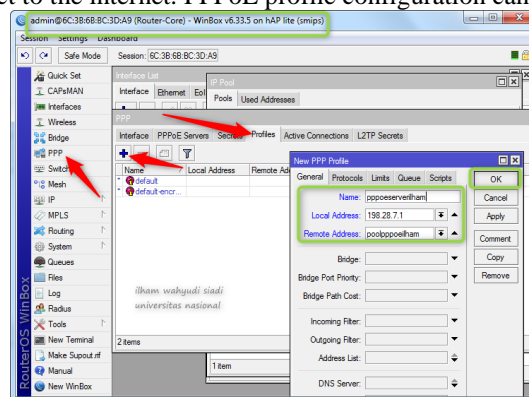 et to the internet. PPPoE profile configuration can
admin@6C:3B:6B:BC:3D:A9 (Router-Core) - WinBox v6.33.5 on hAP lite (smips)
Session Settings Dashboard
Safe Mode Session: 6C:3B:6B:BC:3D:A9
Quick Set
CAPsMAN
Interfaces
Wireless
Bridge
PPP
Switch
Mesh
IP
MPLS
Routing
System
Queues
Files
Log
Radius
Tools
New Terminal
Make Supout.rif
Manual
New WinBox
RouterOS WinBox
Interface List
Interface Ethernet EoI
IP Pool
Pools Used Addresses
PPP
Interface PPPoE Servers Secrets Profiles Active Connections L2TP Secrets
Name Local Address Remote Add
* default
* default-encr...
ilham wahyudi siadi
universitas nasional
2 items
1 item
New PPP Profile
General Protocols Limits Queue Scripts
Name: pppoeserverilham
Local Address: 198.28.7.1
Remote Address: poolpppoeilham
Bridge:
Bridge Port Priority:
Bridge Path Cost:
Incoming Filter:
Outgoing Filter:
Address List:
DNS Server:
OK
Cancel
Apply
Comment
Copy
Remove